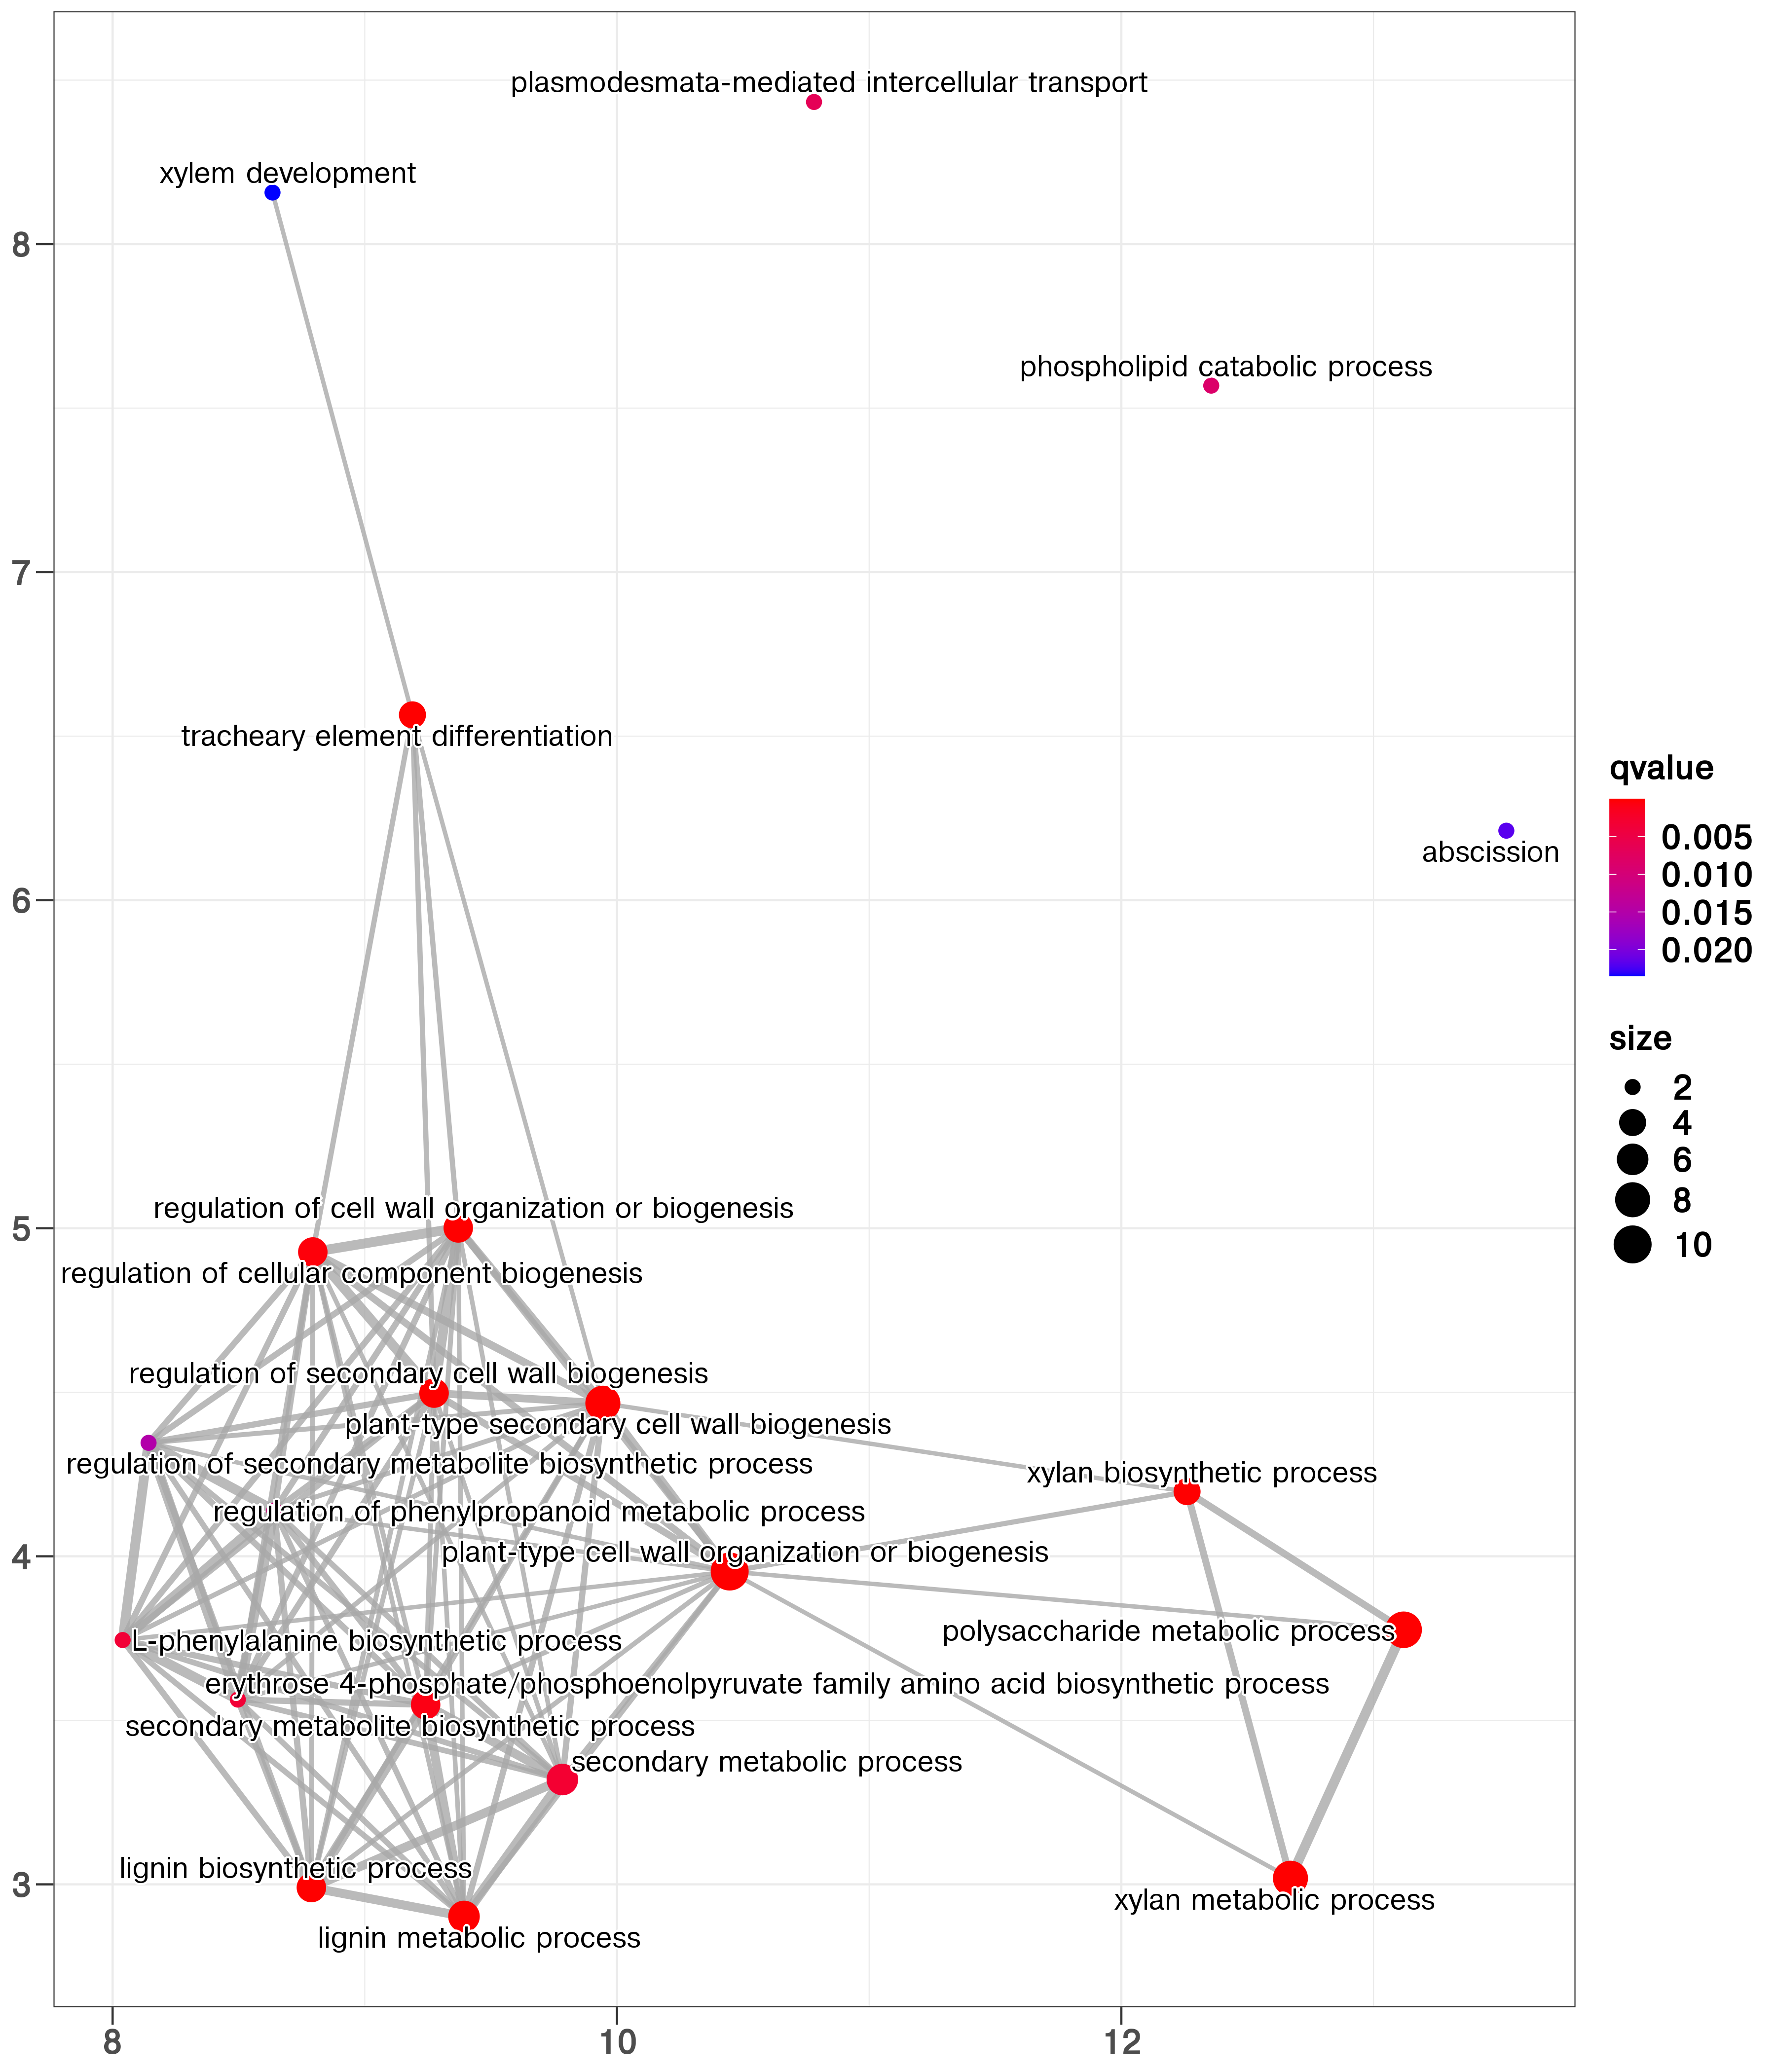 plasmodesmata-mediated intercellular transport
xylem development
8
phospholipid catabolic process
7
tracheary element differentiation
abscission
6
regulation of cell wall organization or biogenesis
5
regulation of cellular component biogenesis
regulation of secondary cell wall biogenesis
plant-type secondary cell wall biogenesis
regulation of secondary metabolite biosynthetic process
xylan biosynthetic process
regulation of phenylpropanoid metabolic process
4
plant-type cell wall organization or biogenesis
polysaccharide metabolic process
L-phenylalanine biosynthetic process
erythrose 4-phosphate/phosphoenolpyruvate family amino acid biosynthetic process
secondary metabolite biosynthetic process
secondary metabolic process
lignin biosynthetic process
3
xylan metabolic process
lignin metabolic process
8
10
12
qvalue
0.005
0.010
0.015
0.020
size
2
4
6
8
10